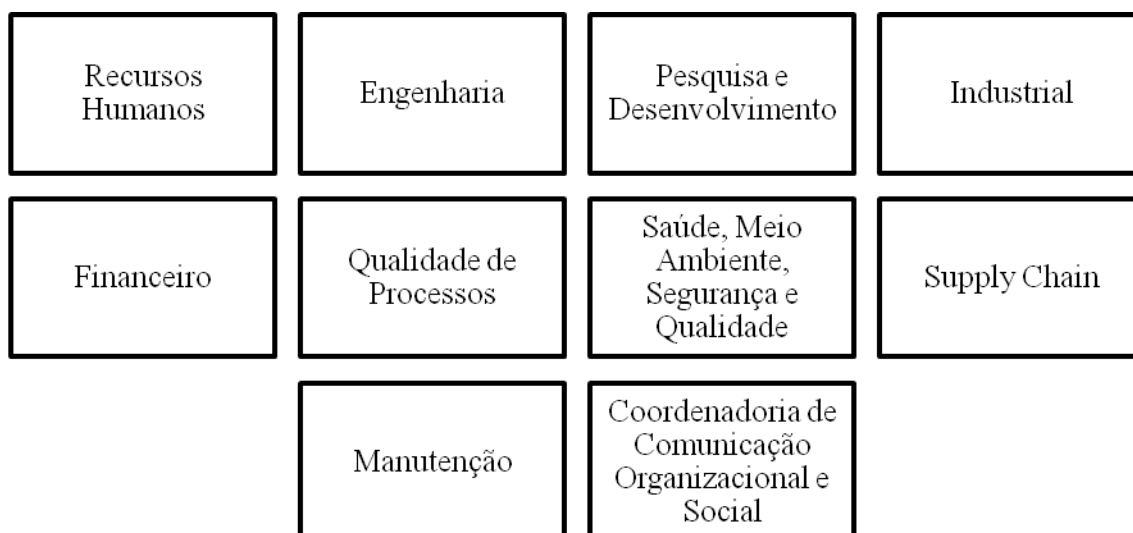 Recursos
Humanos
Engenharia
Pesquisa e
Desenvolvimento
Industrial
Financeiro
Qualidade de
Processos
Saúde, Meio
Ambiente,
Segurança e
Qualidade
Supply Chain
Manutenção
Coordenadoria de
Comunicação
Organizacional e
Social